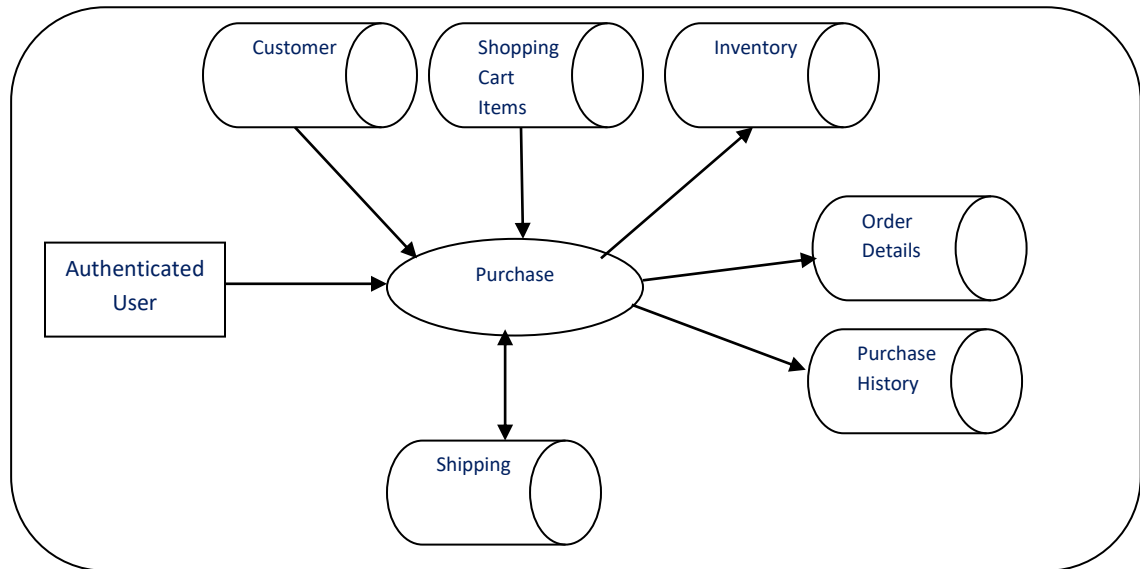 Customer
Shopping
Cart
Items
Inventory
Order
Details
Authenticated
User
Purchase
Purchase
History
Shipping